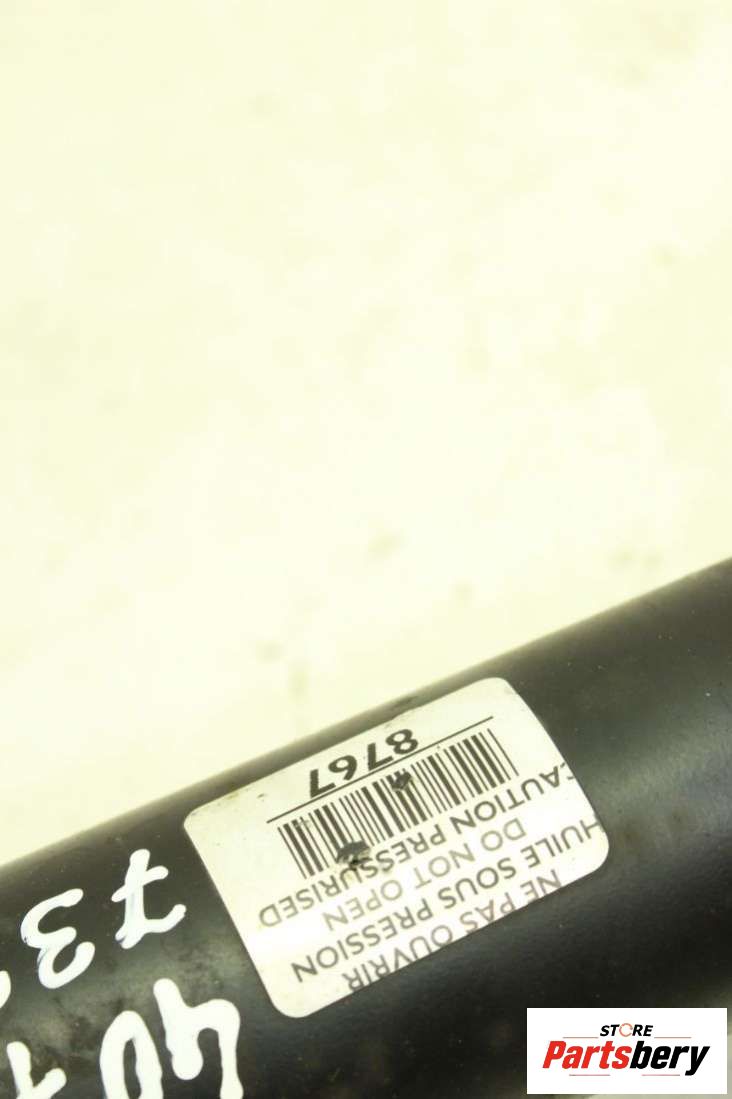 NE PAS OUVRIR
HUILE SOUS PRESSION
DO NOT OPEN
CAUTION PRESSURISED
8767
STORE
Partsbery